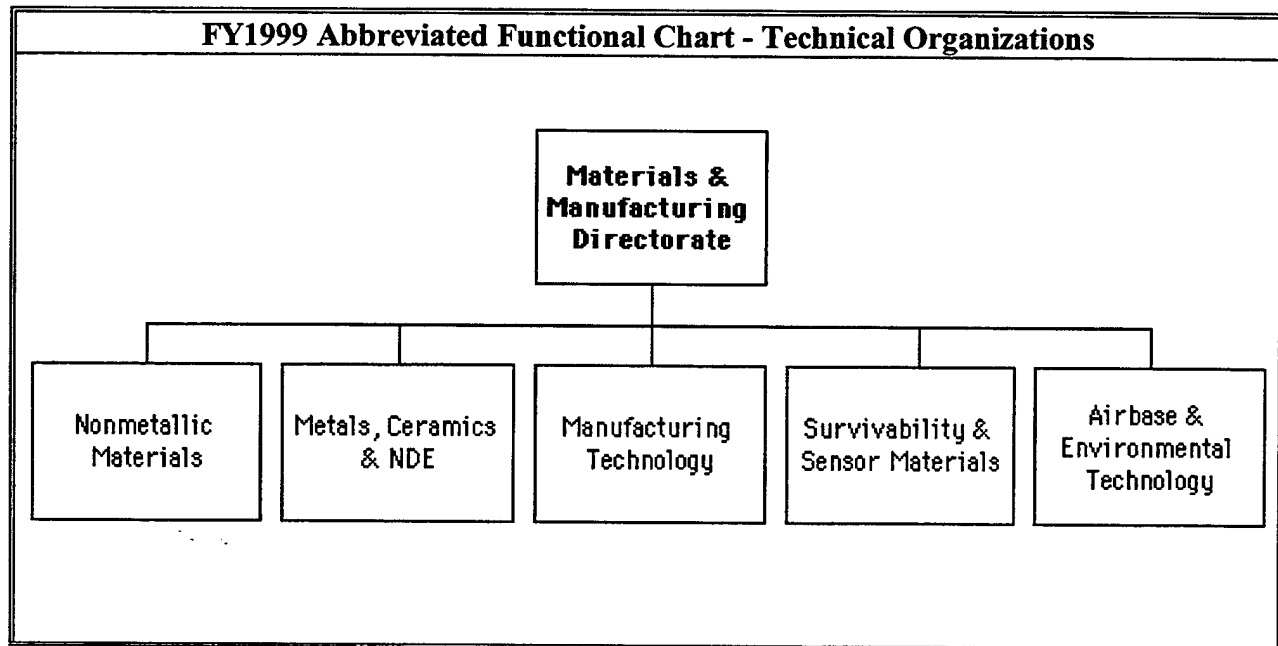 FY1999 Abbreviated Functional Chart - Technical Organizations
Materials &
Manufacturing
Directorate
Nonmetallic
Materials
Metals, Ceramics
& NDE
Manufacturing
Technology
Survivability &
Sensor Materials
Airbase &
Environmental
Technology